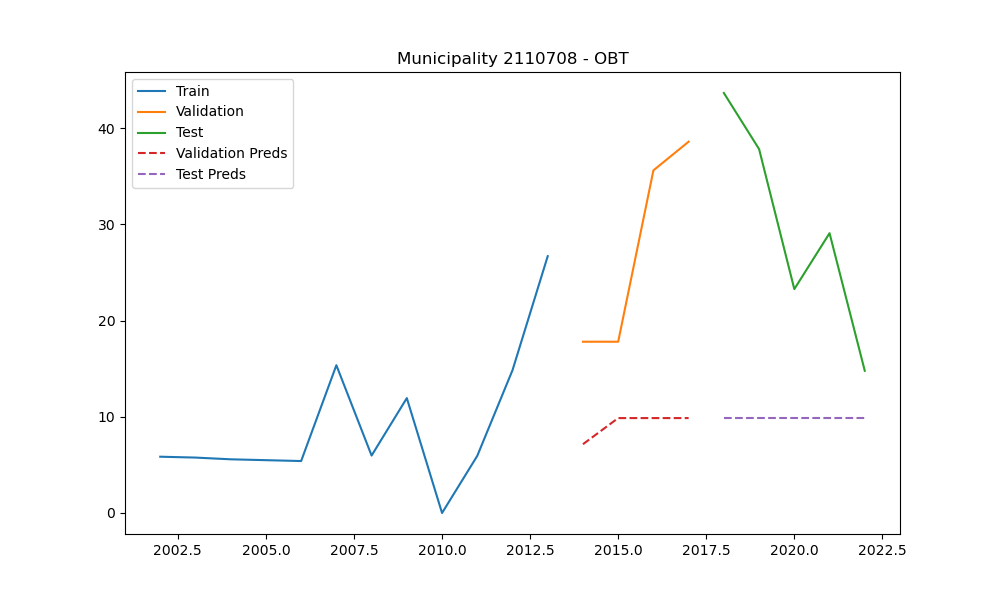 Municipality 2110708 - OBT
Train
Validation
Test
Validation Preds
Test Preds
40
30
20
10
0
2002.5 2005.0 2007.5 2010.0 2012.5 2015.0 2017.5 2020.0 2022.5